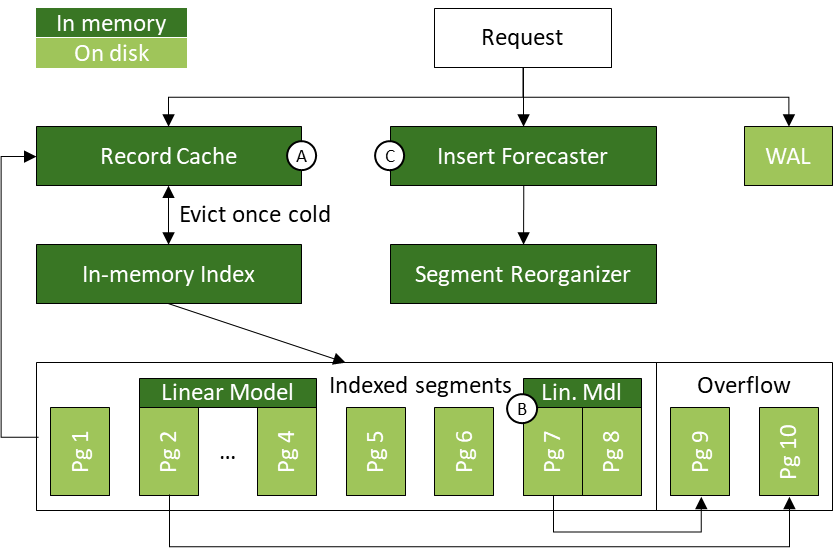 In memory
On disk
Request
Record Cache
A
C
Insert Forecaster
WAL
Evict once cold
In-memory Index
Segment Reorganizer
Linear Model
Indexed segments
Lin. Mdl
Overflow
B
Pg 1
Pg 2
...
Pg 4
Pg 5
Pg 6
Pg 7
Pg 8
Pg 9
Pg 10